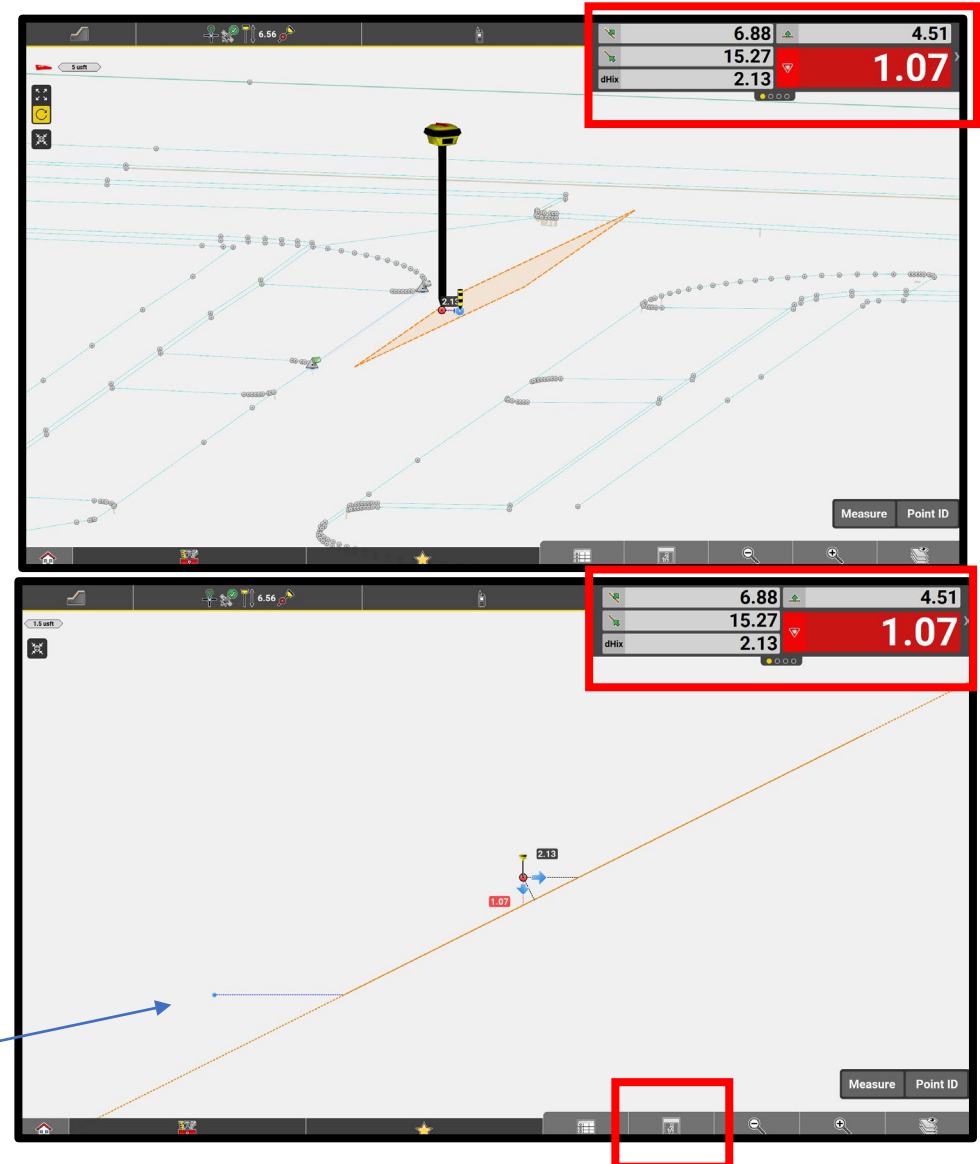 6.56
6.88
4.51
15.27
1.07
dHix
2.13
5 usft
2.13
Measure
Point ID
6.56
6.88
4.51
15.27
1.07
dHix
2.13
1.5 usft
2.13
1.07
Measure
Point ID